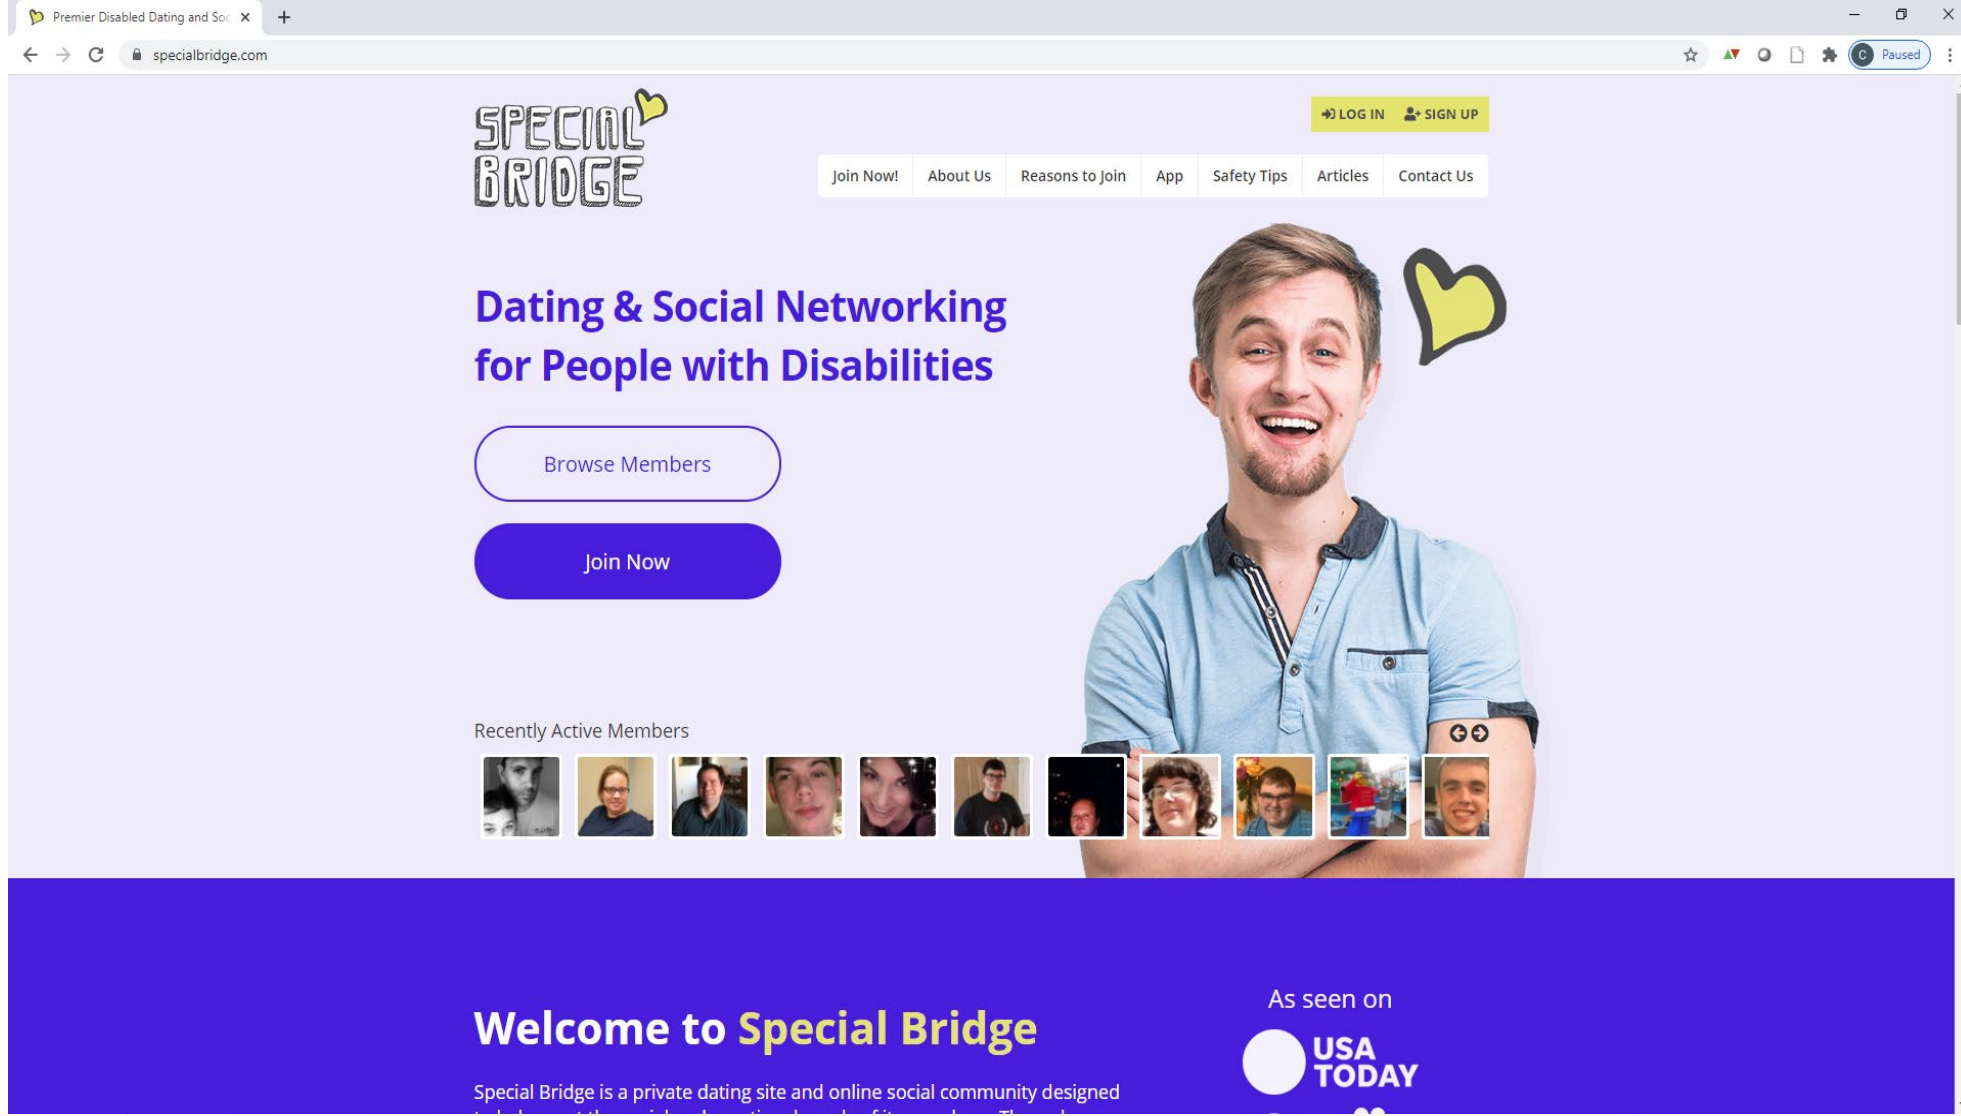 Premier Disabled Dating and Soc
specialbridge.com
Paused
SPECIAL
BRIDGE
LOG IN SIGN UP
Join Now! About Us Reasons to Join App Safety Tips Articles Contact Us
Dating & Social Networking
for People with Disabilities
Browse Members
Join Now
Recently Active Members
Welcome to Special Bridge
Special Bridge is a private dating site and online social community designed
As seen on
USA
TODAY